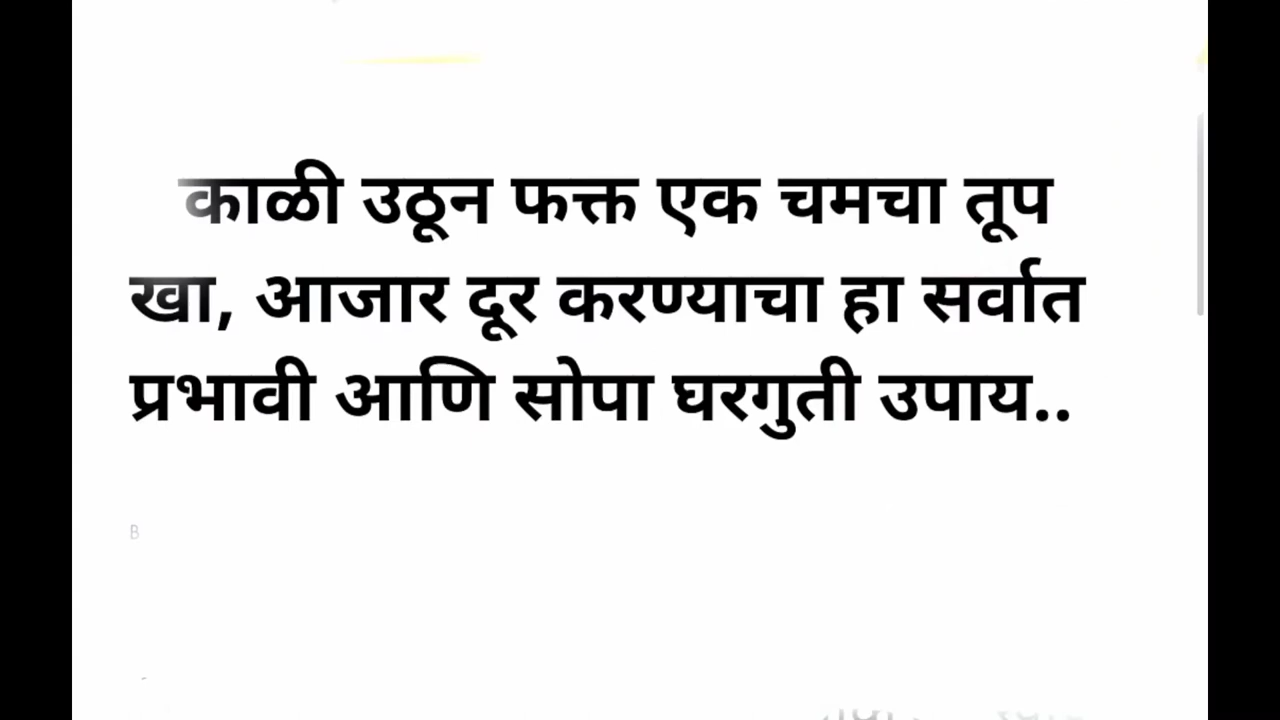 काळी उठून फक्त एक चमचा तूप
खा, आजार दूर करण्याचा हा सर्वात
प्रभावी आणि सोपा घरगुती उपाय..
B